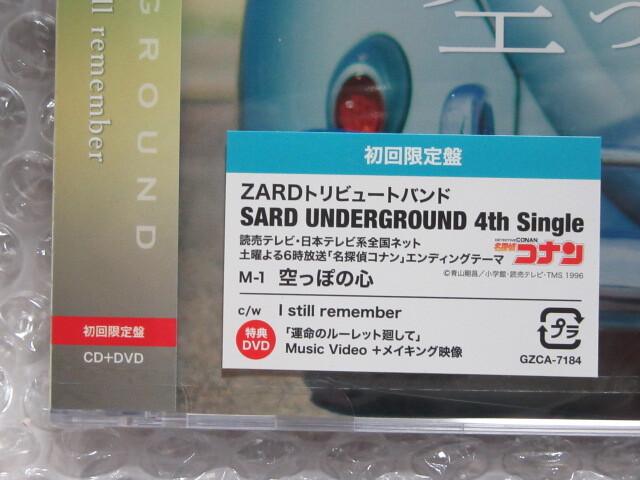 GROUND
ill remember
空っ
初回限定盤
ZARDトリビュートバンド
SARD UNDERGROUND 4th Single
読売テレビ・日本テレビ系全国ネット
土曜よる6時放送「名探偵コナン」エンディングテーマ
DETECTIVE CONAN
名探偵コナン
©青山剛昌/小学館・読売テレビ・TMS 1996
M-1 空っぽの心
c/w I still remember
特典
DVD
「運命のルーレット廻して」
Music Video +メイキング映像
プラ
GZCA-7184
初回限定盤
CD+DVD